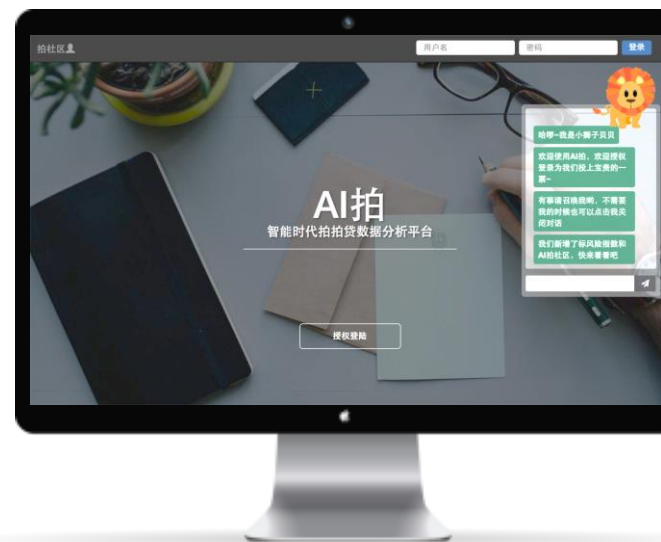 拍社区
用户名
密码
登录
哈啰~我是小狮子贝贝
欢迎使用AI拍，欢迎授权
登录为我们投上宝贵的一
票~
有事请召唤我哟，不需要
我的时候也可以点击我关
闭对话
我们新增了标风险指数和
AI拍社区，快来看看吧
AI拍
智能时代拍拍贷数据分析平台
授权登陆